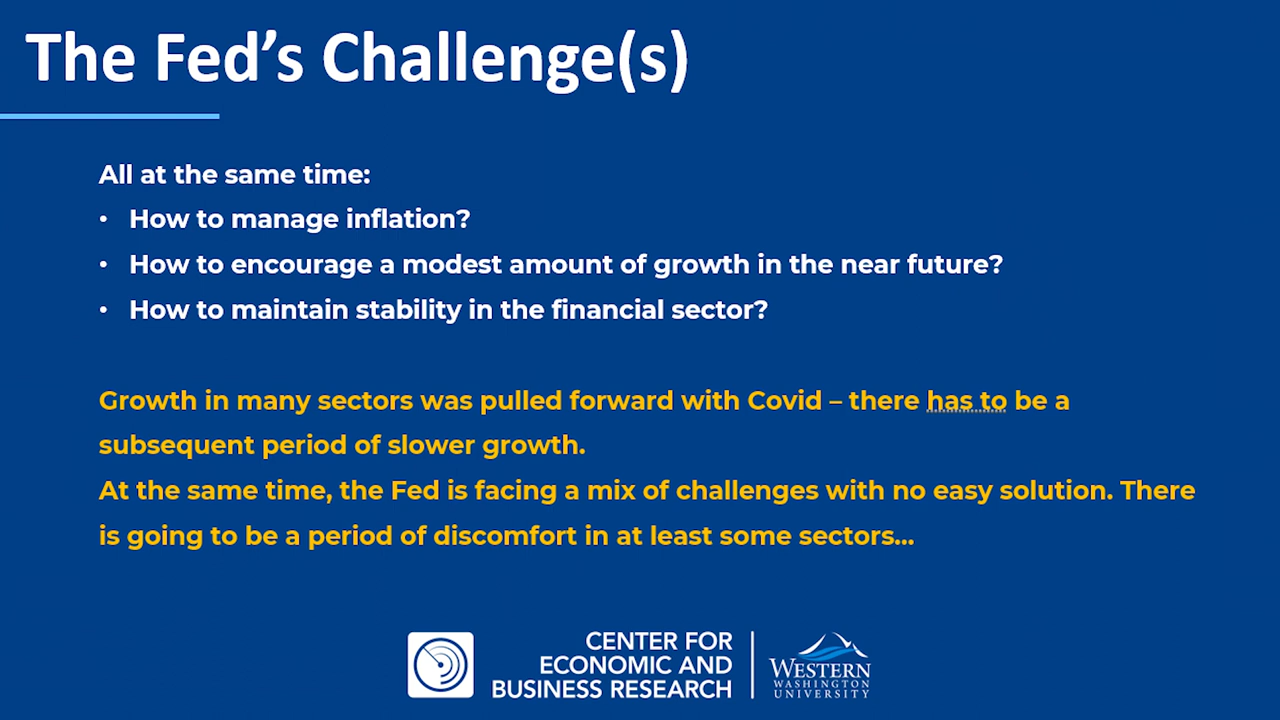 The Fed’s Challenge(s)
All at the same time:
• How to manage inflation?
• How to encourage a modest amount of growth in the near future?
• How to maintain stability in the financial sector?
Growth in many sectors was pulled forward with Covid – there has to be a
subsequent period of slower growth.
At the same time, the Fed is facing a mix of challenges with no easy solution. There
is going to be a period of discomfort in at least some sectors...
CENTER FOR
ECONOMIC AND
BUSINESS RESEARCH
WESTERN
WASHINGTON
UNIVERSITY